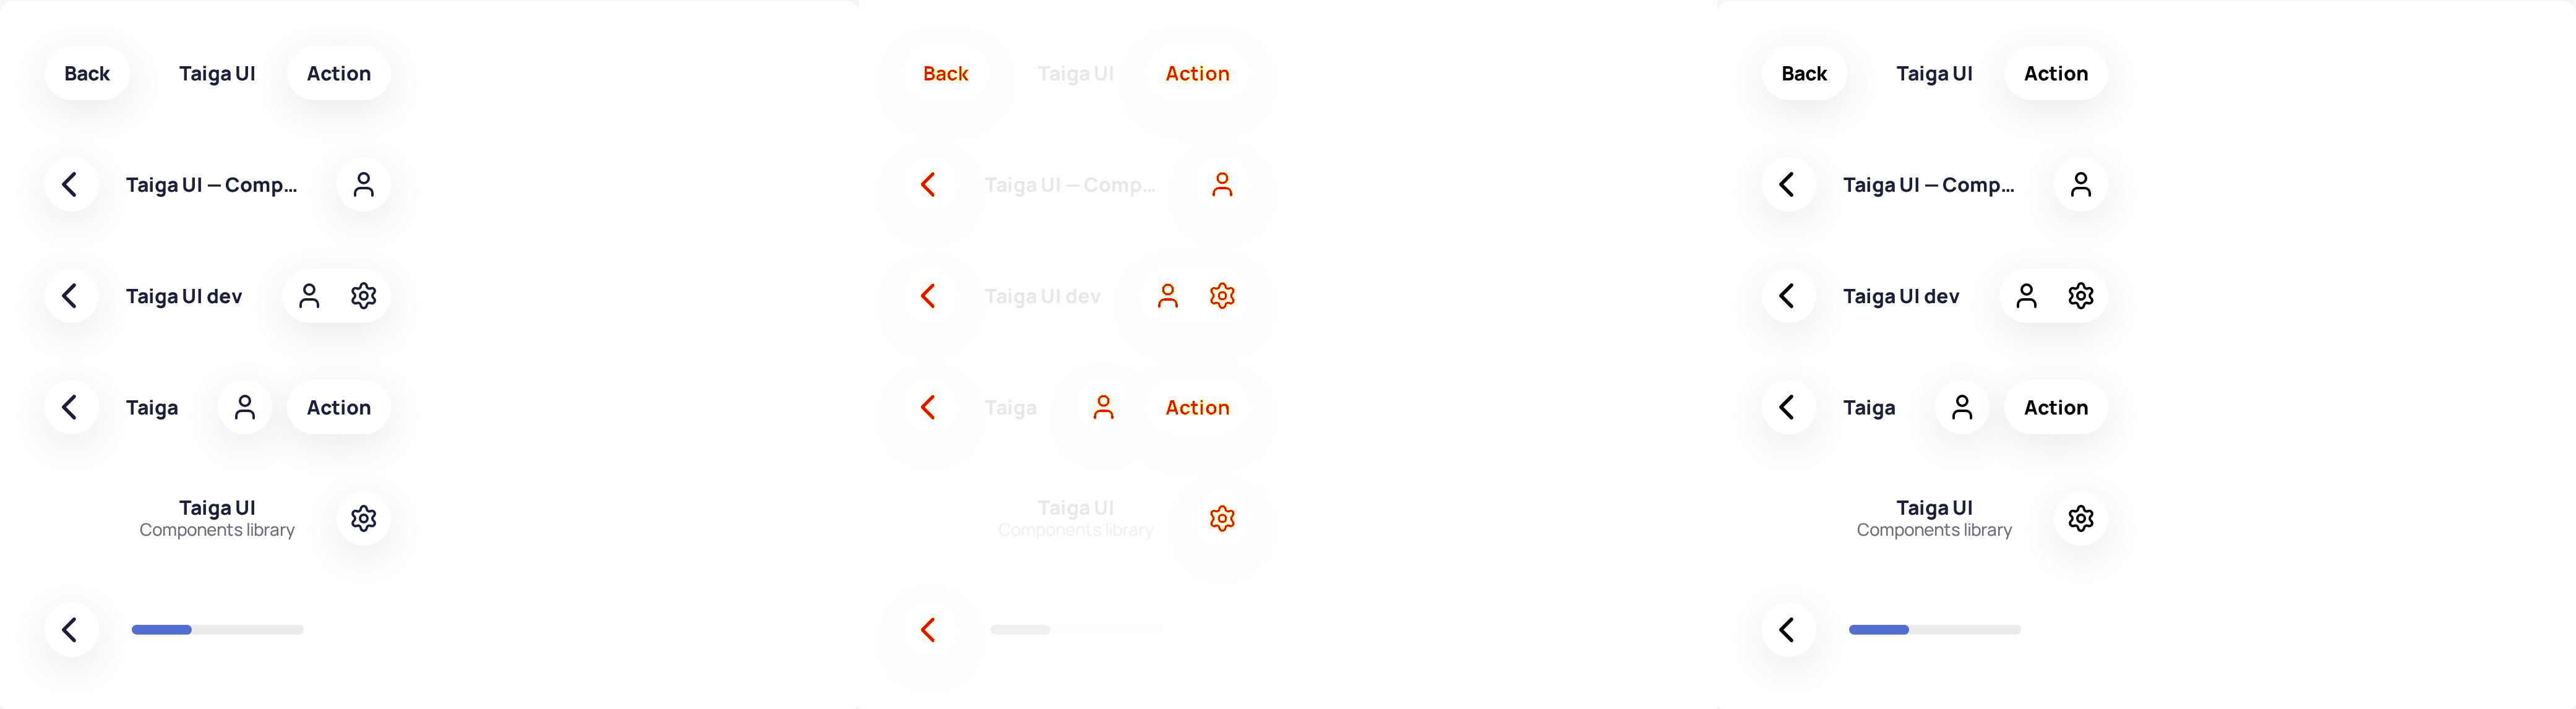 Back Taiga UI Action
Taiga UI – Comp...
Taiga UI dev
Taiga Action
Taiga UI
Components library
Back Taiga UI Action
Taiga UI – Comp...
Taiga UI dev
Taiga Action
Taiga UI
Components library
Back Taiga UI Action
Taiga UI – Comp...
Taiga UI dev
Taiga Action
Taiga UI
Components library